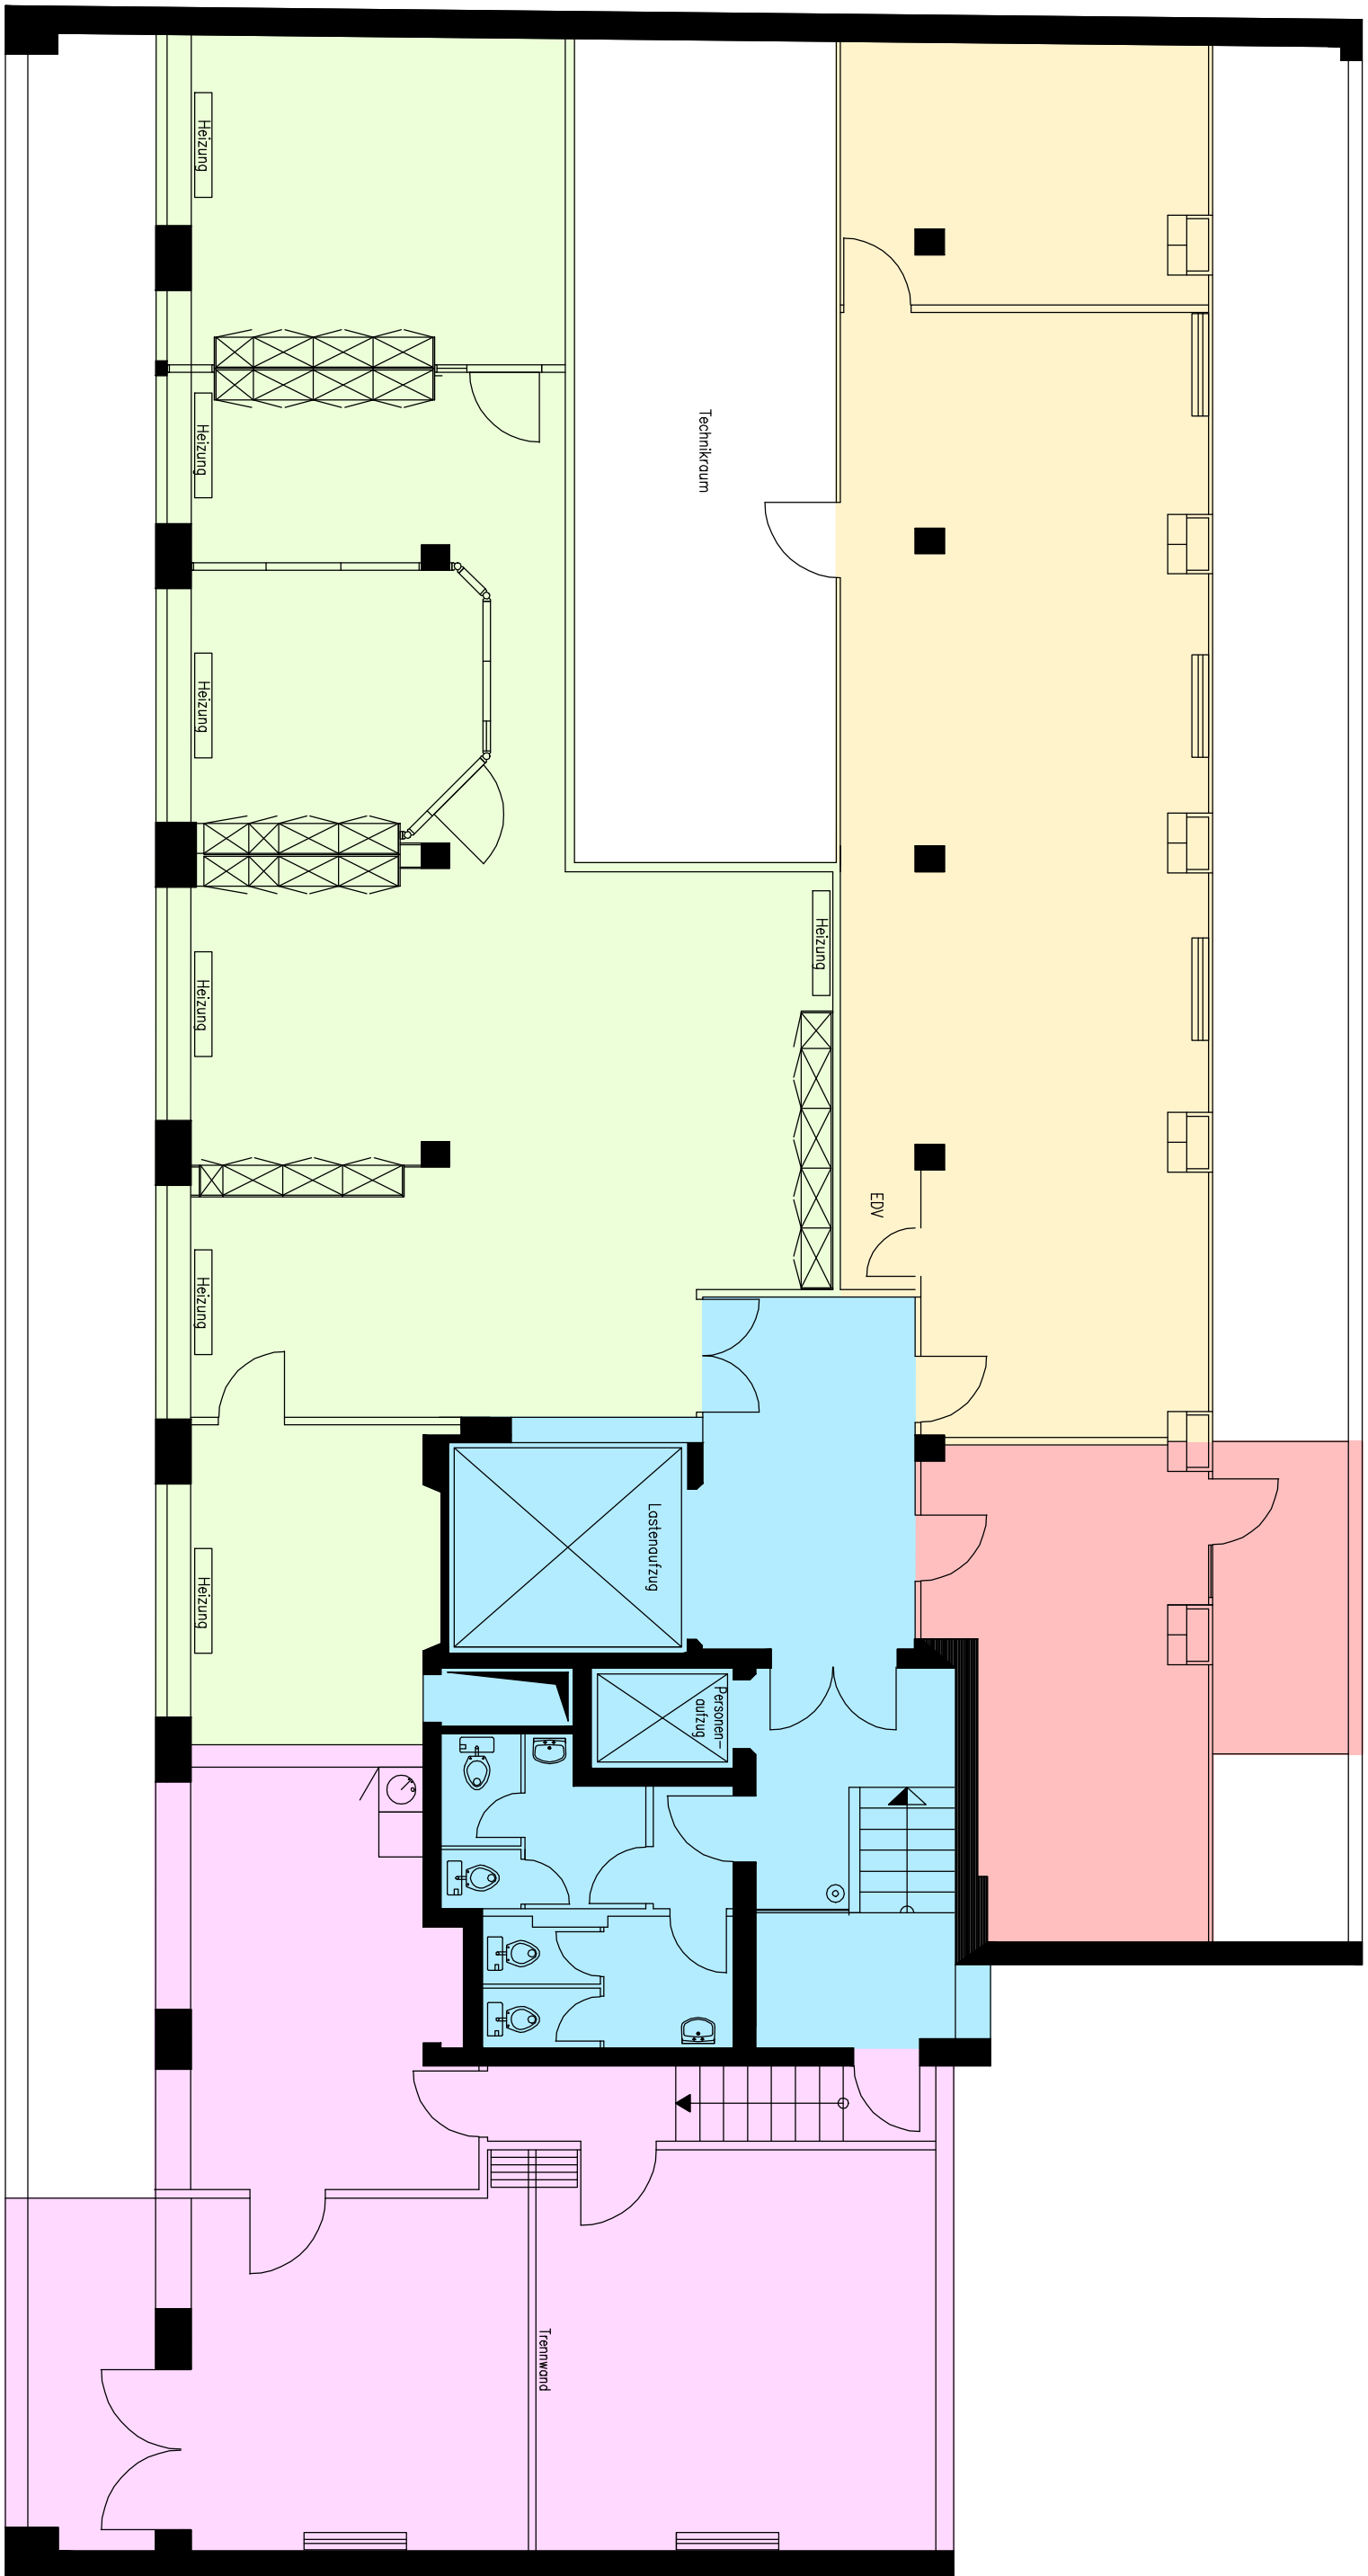 Heizung
Technikraum
Heizung
Heizung
Heizung
Heizung
EDV
Heizung
Lastenaufzug
Heizung
Personen-
aufzug
Trennwand